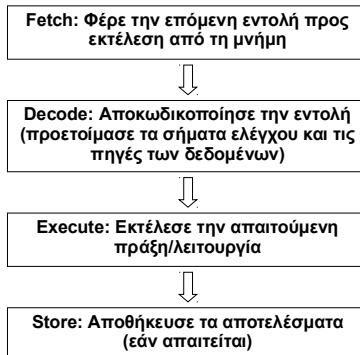 Fetch: Φέρε την επόμενη εντολή προς
εκτέλεση από τη μνήμη
Decode: Αποκωδικοποίησε την εντολή
(προετοίμασε τα σήματα ελέγχου και τις
πηγές των δεδομένων)
Execute: Εκτέλεσε την απαιτούμενη
πράξη/λειτουργία
Store: Αποθήκευσε τα αποτελέσματα
(εάν απαιτείται)